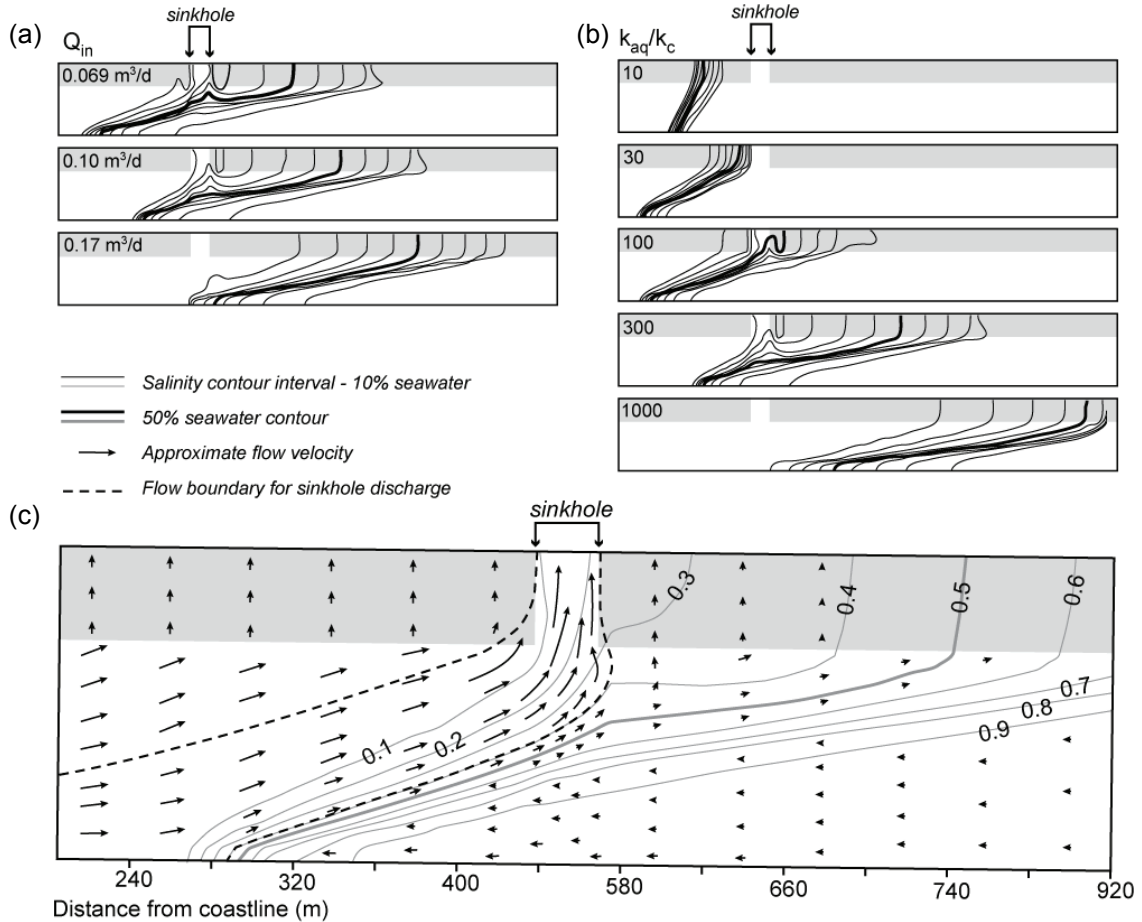 (a)
sinkhole
Q_in
0.069 m³/d
0.10 m³/d
0.17 m³/d
Salinity contour interval - 10% seawater
50% seawater contour
Approximate flow velocity
Flow boundary for sinkhole discharge
(b)
sinkhole
k_aq/k_c
10
30
100
300
1000
(c)
sinkhole
0.1
0.2
0.3
0.4
0.5
0.6
0.7
0.8
0.9
240 320 400 580 660 740 920
Distance from coastline (m)